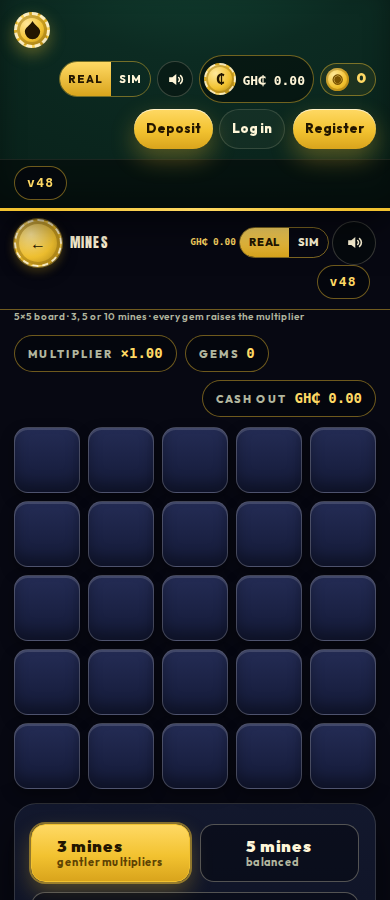 REAL SIM ₵ GH₵ 0.00 0
Deposit Login Register
v48
← MINES GH₵ 0.00 REAL SIM
v48
5×5 board · 3, 5 or 10 mines · every gem raises the multiplier
MULTIPLIER ×1.00 GEMS 0
CASH OUT GH₵ 0.00
3 mines 5 mines
gentler multipliers balanced